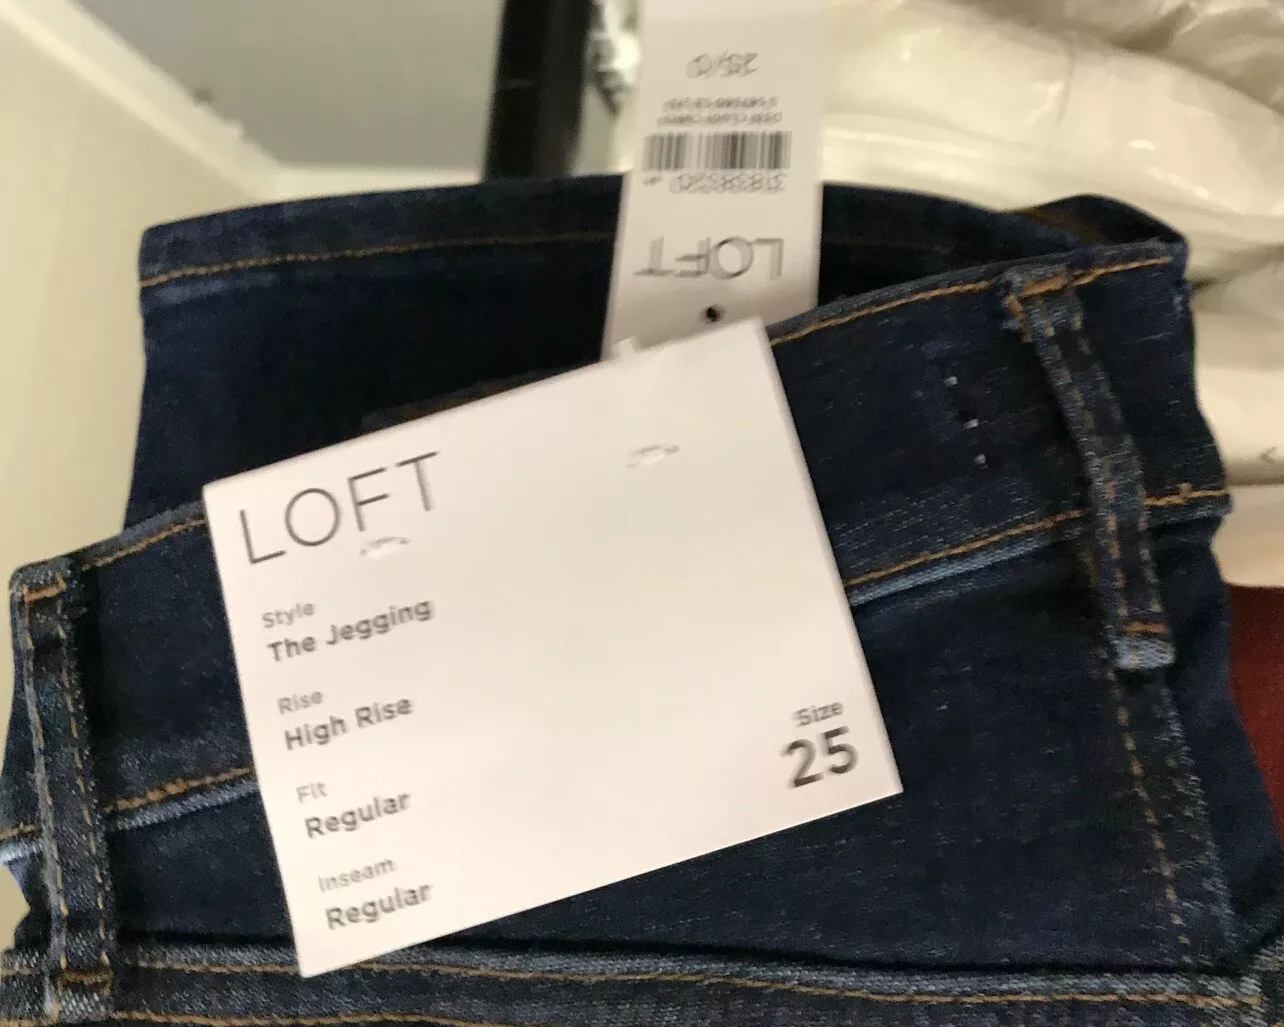 LOFT
Style
The Jegging
Rise
High Rise
Fit
Regular
Inseam
Regular
Size
25
LOFT
25/0